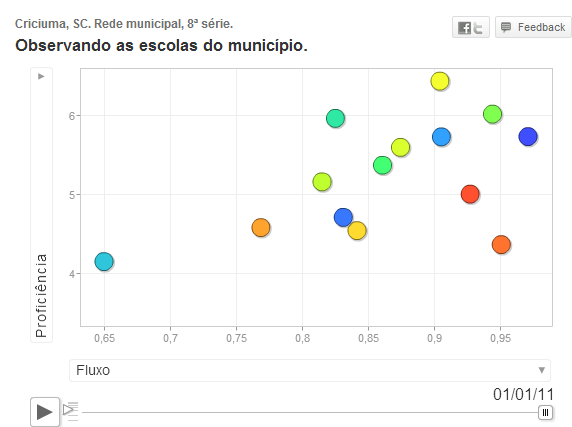 Criciuma, SC. Rede municipal, 8ª série.
Feedback
Observando as escolas do município.
6
5
4
Proficiência
0,65 0,7 0,75 0,8 0,85 0,9 0,95
Fluxo
01/01/11